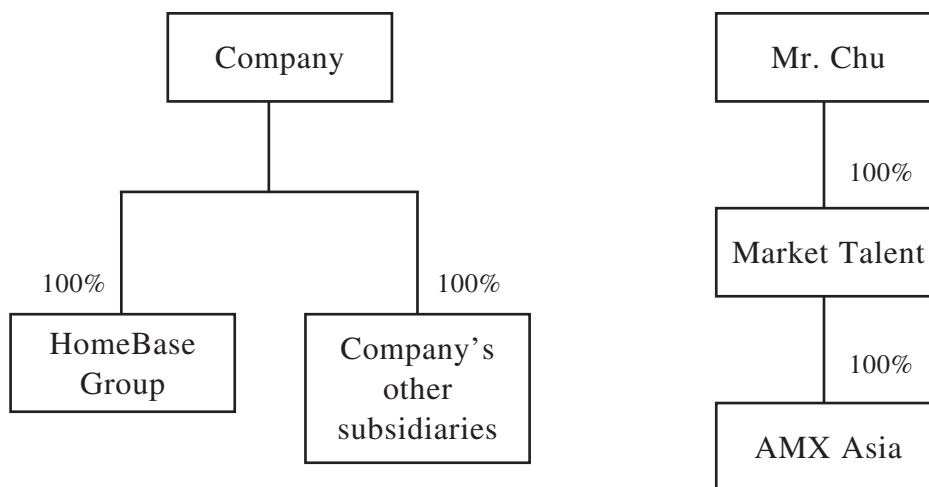 Company
100%
HomeBase
Group
100%
Company’s
other
subsidiaries
Mr. Chu
100%
Market Talent
100%
AMX Asia